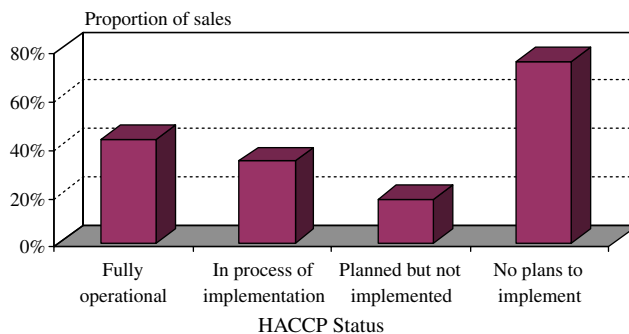 Proportion of sales
80%
60%
40%
20%
0%
Fully operational
In process of implementation
Planned but not implemented
No plans to implement
HACCP Status